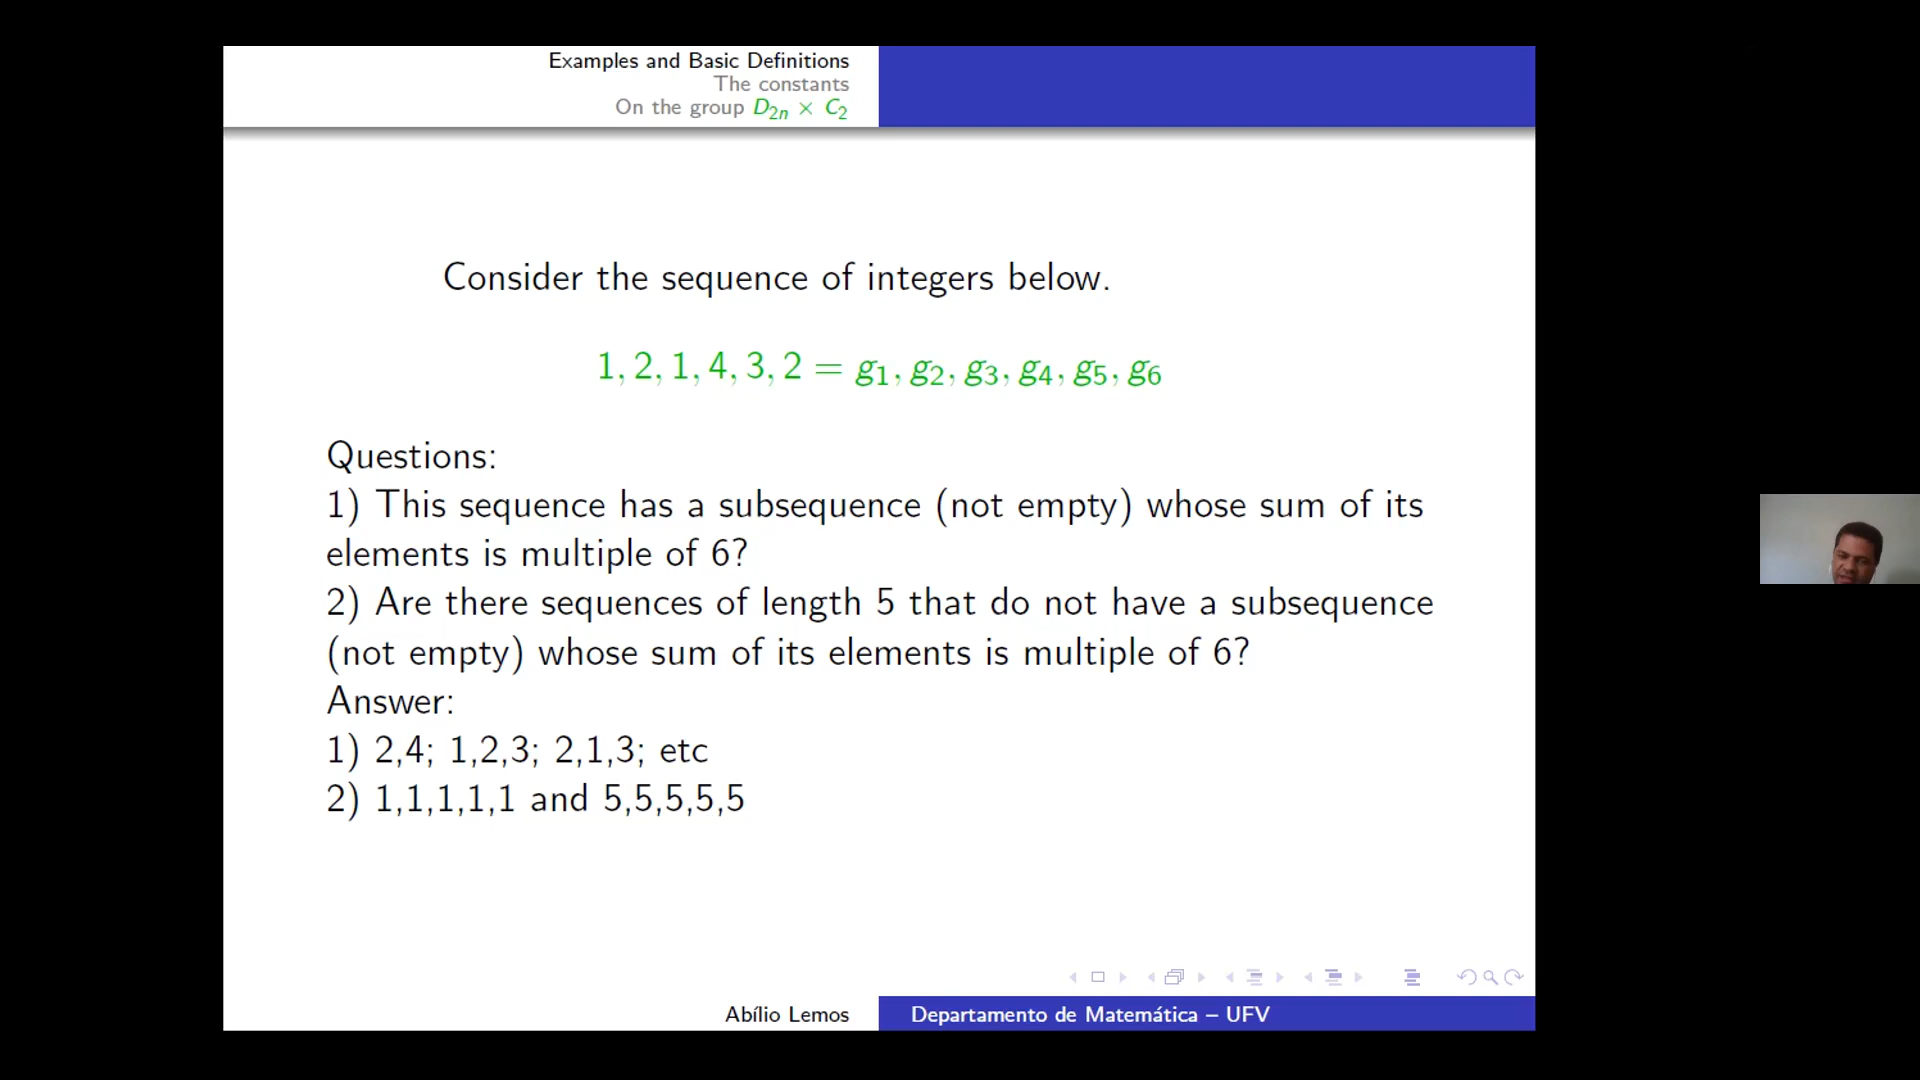 Examples and Basic Definitions
The constants
On the group D₂ₙ × C₂
Consider the sequence of integers below.
1, 2, 1, 4, 3, 2 = g₁, g₂, g₃, g₄, g₅, g₆
Questions:
1) This sequence has a subsequence (not empty) whose sum of its
elements is multiple of 6?
2) Are there sequences of length 5 that do not have a subsequence
(not empty) whose sum of its elements is multiple of 6?
Answer:
1) 2,4; 1,2,3; 2,1,3; etc
2) 1,1,1,1,1 and 5,5,5,5,5
Abílio Lemos
Departamento de Matemática – UFV